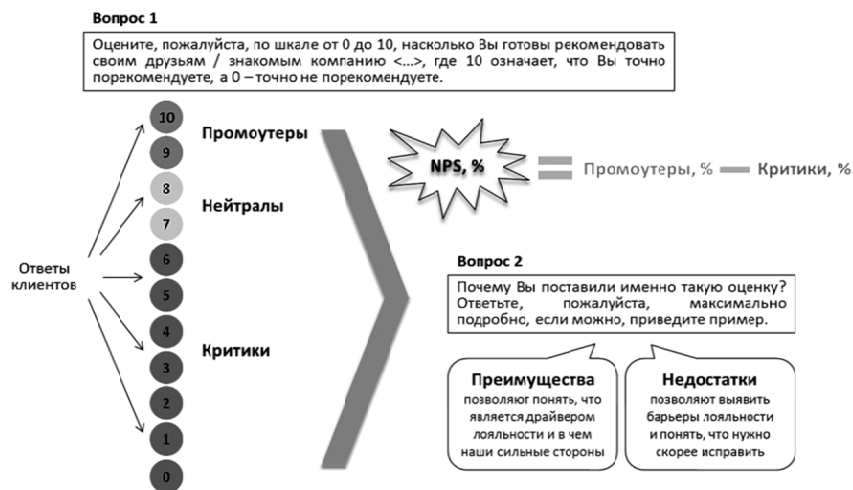 Вопрос 1
Оцените, пожалуйста, по шкале от 0 до 10, насколько Вы готовы рекомендовать
своим друзьям / знакомым компанию <...>, где 10 означает, что Вы точно
порекомендуете, а 0 – точно не порекомендуете.
10
Промоутеры
9
8
Нейтралы
7
6
5
4
Критики
3
2
1
0
Ответы
клиентов
NPS, %
Промоутеры, %
Критики, %
Вопрос 2
Почему Вы поставили именно такую оценку?
Ответьте, пожалуйста, максимально
подробно, если можно, приведите пример.
Преимущества
позволяют понять, что
является драйвером
лояльности и в чем
наши сильные стороны
Недостатки
позволяют выявить
барьеры лояльности
и понять, что нужно
скорее исправить